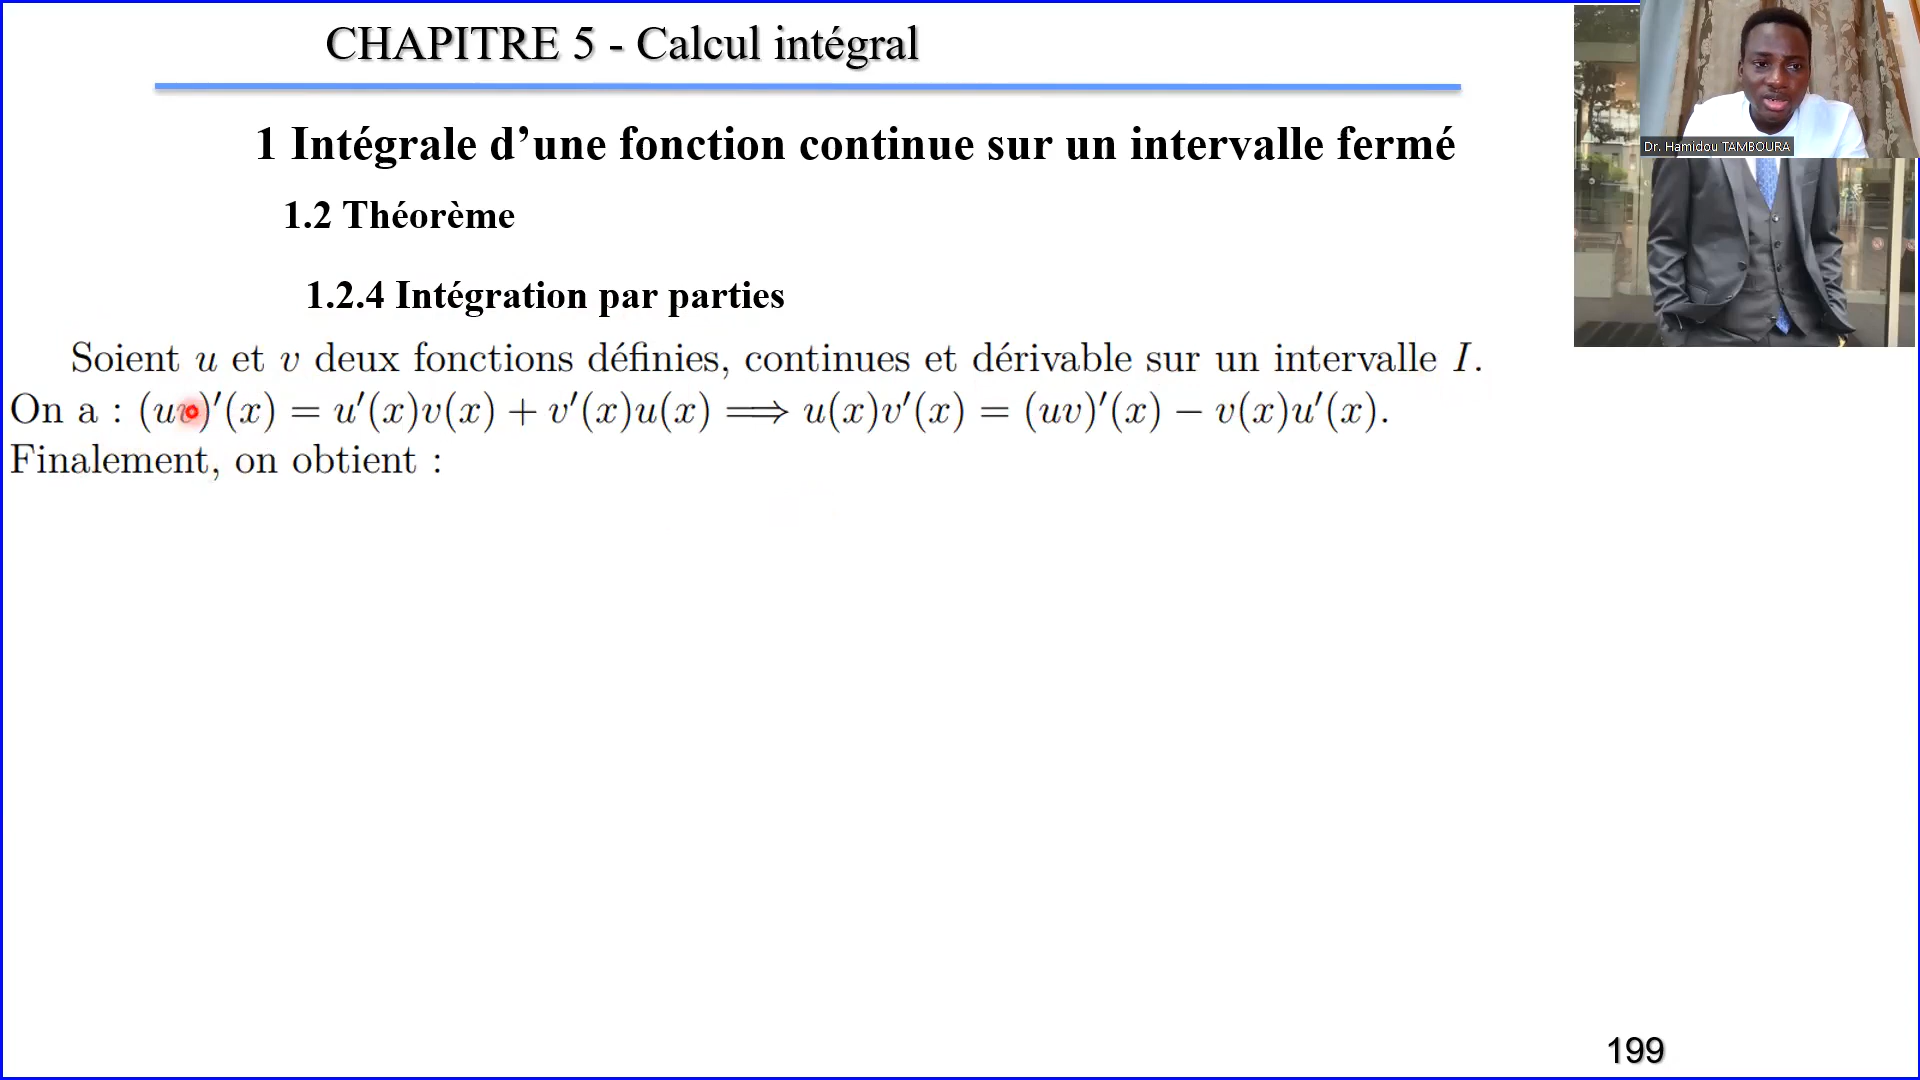 CHAPITRE 5 - Calcul intégral
Dr. Hamidou TAMBOURA
1 Intégrale d’une fonction continue sur un intervalle fermé
1.2 Théorème
1.2.4 Intégration par parties
Soient u et v deux fonctions définies, continues et dérivable sur un intervalle I.
On a : (uv)′(x) = u′(x)v(x) + v′(x)u(x) ⟹ u(x)v′(x) = (uv)′(x) − v(x)u′(x).
Finalement, on obtient :
199